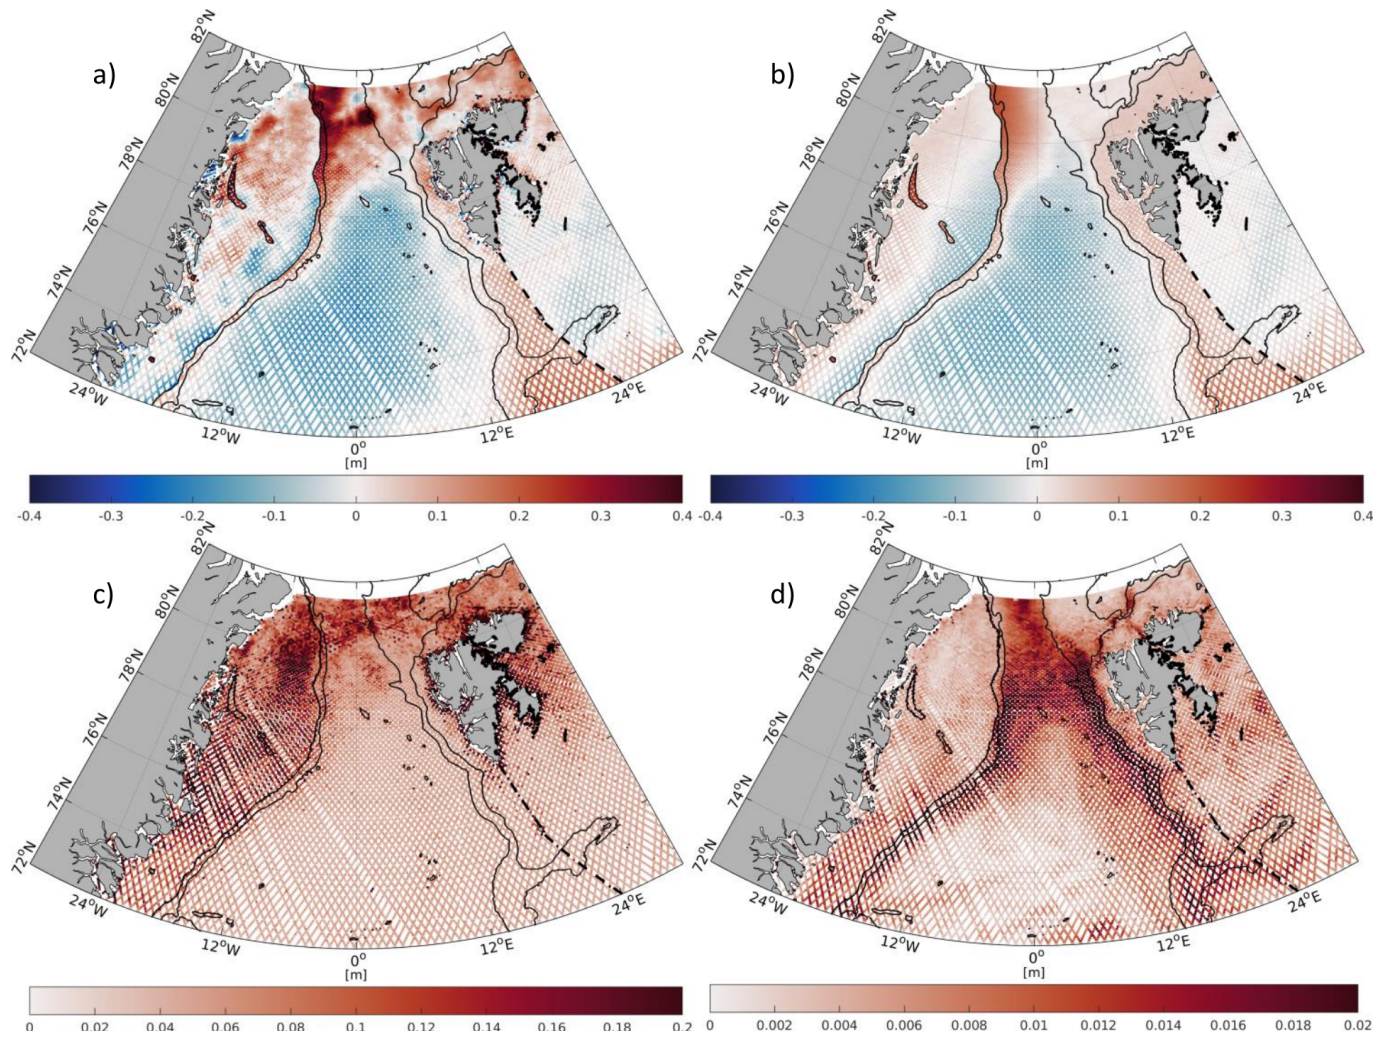 a)
82°N
80°N
78°N
76°N
74°N
72°N
24°W
12°W
0°
12°E
24°E
[m]
-0.4 -0.3 -0.2 -0.1 0 0.1 0.2 0.3 0.4
b)
82°N
80°N
78°N
76°N
74°N
72°N
24°W
12°W
0°
12°E
24°E
[m]
-0.4 -0.3 -0.2 -0.1 0 0.1 0.2 0.3 0.4
c)
82°N
80°N
78°N
76°N
74°N
72°N
24°W
12°W
0°
12°E
24°E
[m]
0 0.02 0.04 0.06 0.08 0.1 0.12 0.14 0.16 0.18 0.2
d)
82°N
80°N
78°N
76°N
74°N
72°N
24°W
12°W
0°
12°E
24°E
[m]
0 0.002 0.004 0.006 0.008 0.01 0.012 0.014 0.016 0.018 0.02